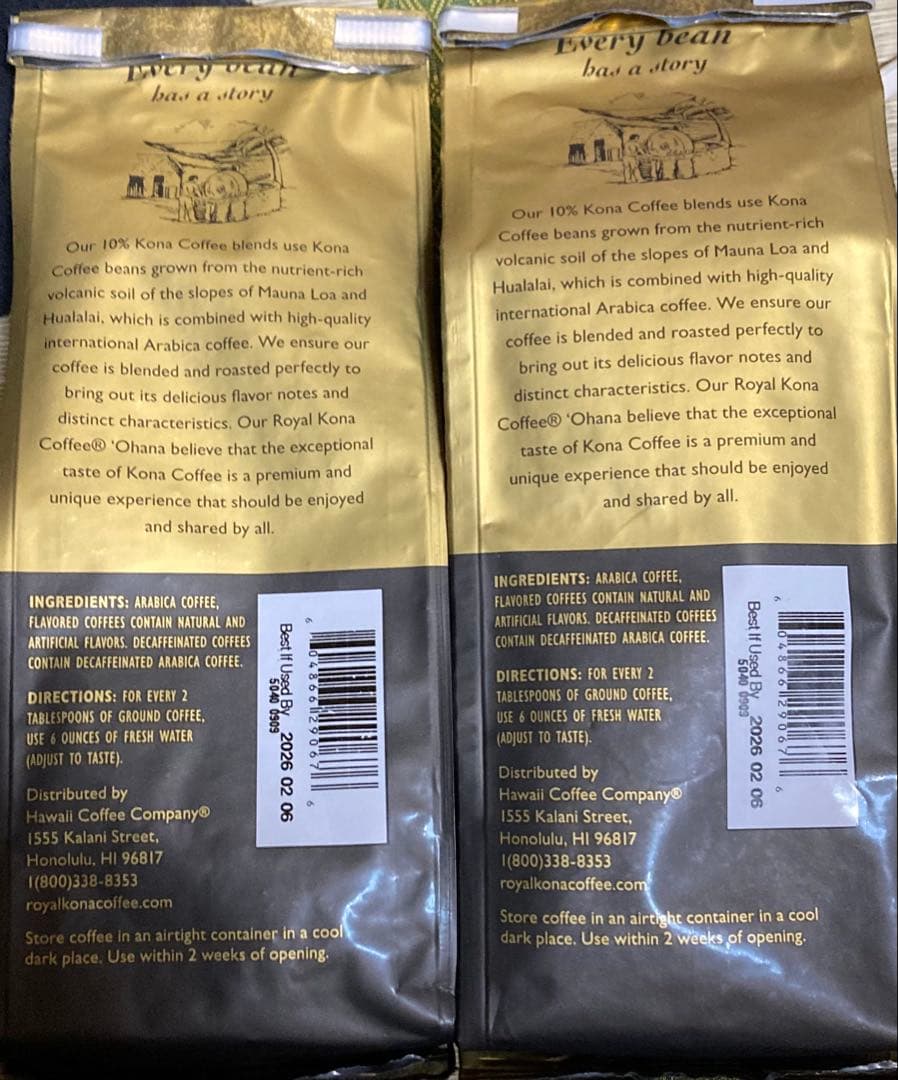 Every bean
has a story
Our 10% Kona Coffee blends use Kona
Coffee beans grown from the nutrient-rich
volcanic soil of the slopes of Mauna Loa and
Hualalai, which is combined with high-quality
international Arabica coffee. We ensure our
coffee is blended and roasted perfectly to
bring out its delicious flavor notes and
distinct characteristics. Our Royal Kona
Coffee® ‘Ohana believe that the exceptional
taste of Kona Coffee is a premium and
unique experience that should be enjoyed
and shared by all.
INGREDIENTS: ARABICA COFFEE,
FLAVORED COFFEES CONTAIN NATURAL AND
ARTIFICIAL FLAVORS. DECAFFEINATED COFFEES
CONTAIN DECAFFEINATED ARABICA COFFEE.
DIRECTIONS: FOR EVERY 2
TABLESPOONS OF GROUND COFFEE,
USE 6 OUNCES OF FRESH WATER
(ADJUST TO TASTE).
Distributed by
Hawaii Coffee Company®
1555 Kalani Street,
Honolulu, HI 96817
1(800)338-8353
royalkonacoffee.com
Store coffee in an airtight container in a cool
dark place. Use within 2 weeks of opening.
6 04866 29067 6
Best If Used By 2026 02 06
5040 0909
Every bean
has a story
Our 10% Kona Coffee blends use Kona
Coffee beans grown from the nutrient-rich
volcanic soil of the slopes of Mauna Loa and
Hualalai, which is combined with high-quality
international Arabica coffee. We ensure our
coffee is blended and roasted perfectly to
bring out its delicious flavor notes and
distinct characteristics. Our Royal Kona
Coffee® ‘Ohana believe that the exceptional
taste of Kona Coffee is a premium and
unique experience that should be enjoyed
and shared by all.
INGREDIENTS: ARABICA COFFEE,
FLAVORED COFFEES CONTAIN NATURAL AND
ARTIFICIAL FLAVORS. DECAFFEINATED COFFEES
CONTAIN DECAFFEINATED ARABICA COFFEE.
DIRECTIONS: FOR EVERY 2
TABLESPOONS OF GROUND COFFEE,
USE 6 OUNCES OF FRESH WATER
(ADJUST TO TASTE).
Distributed by
Hawaii Coffee Company®
1555 Kalani Street,
Honolulu, HI 96817
1(800)338-8353
royalkonacoffee.com
Store coffee in an airtight container in a cool
dark place. Use within 2 weeks of opening.
6 04866 29067 6
Best If Used By 2026 02 06
5040 0909